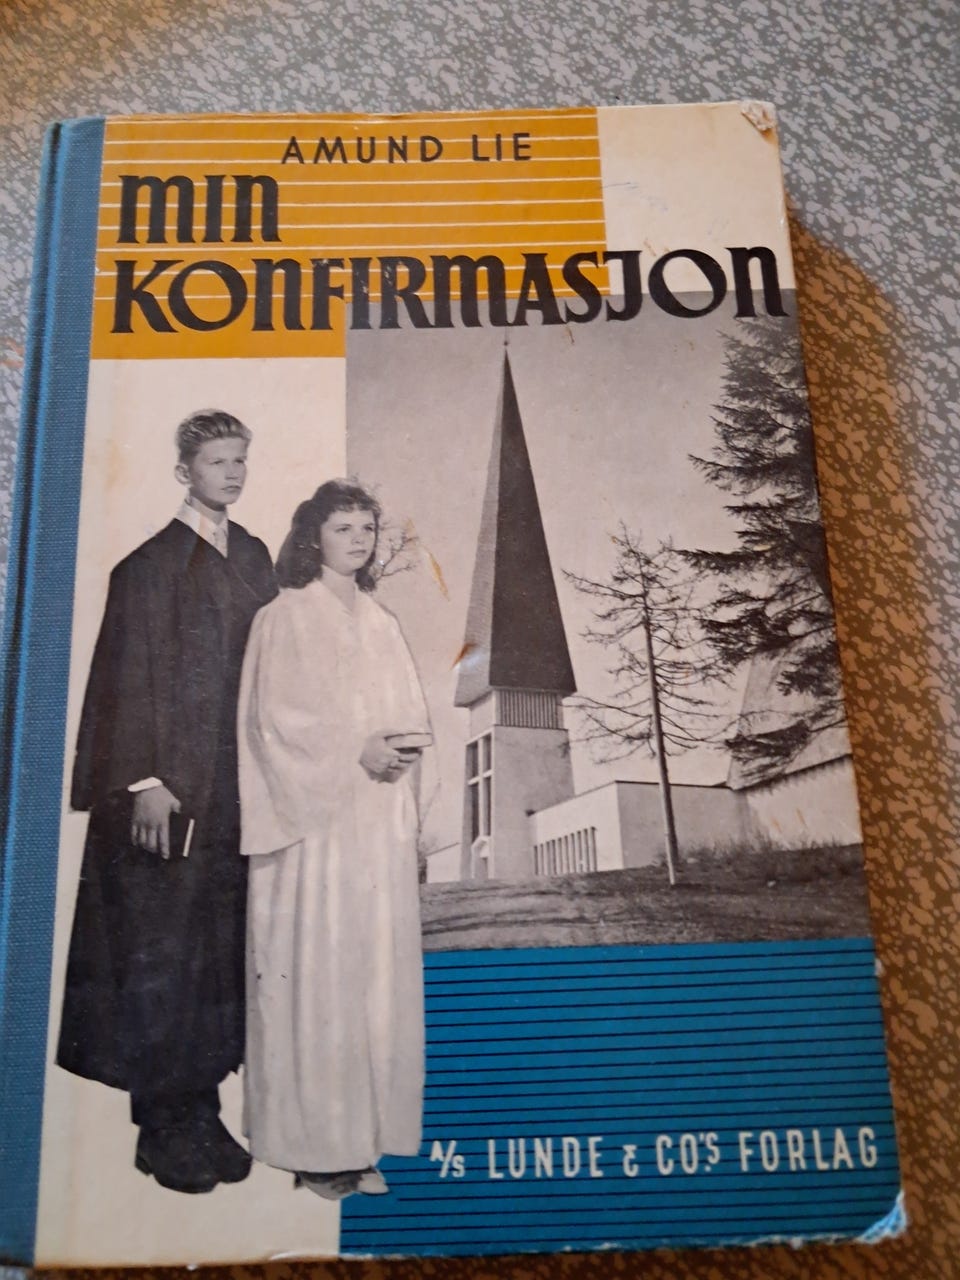 AMUND LIE
MIN
KONFIRMASJON
A/S LUNDE & CO'S. FORLAG